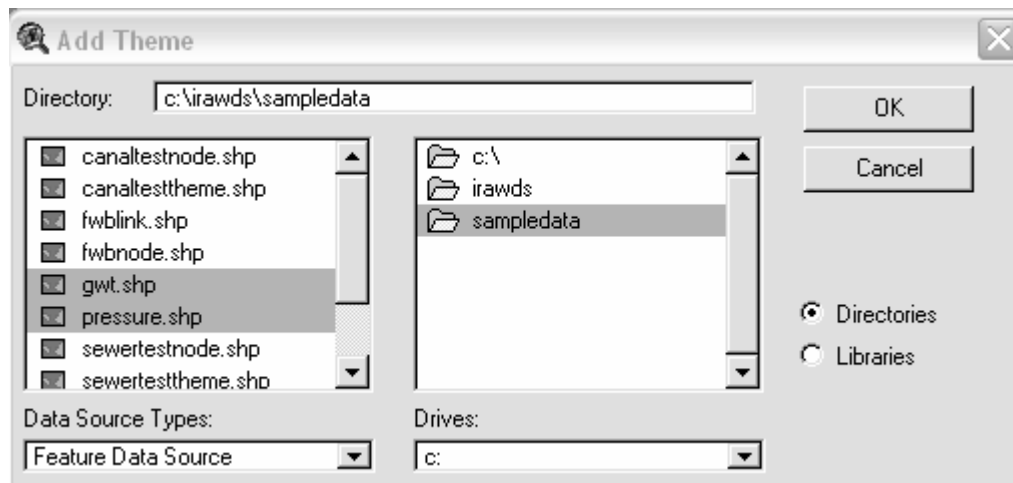 Add Theme
Directory: c:\irawds\sampledata
OK
Cancel
canaltestnode.shp
canaltesttheme.shp
fwblink.shp
fwbnode.shp
gwt.shp
pressure.shp
sewertestnode.shp
sewertesttheme.shp
c:\
irawds
sampledata
Directories
Libraries
Data Source Types:
Feature Data Source
Drives:
c: